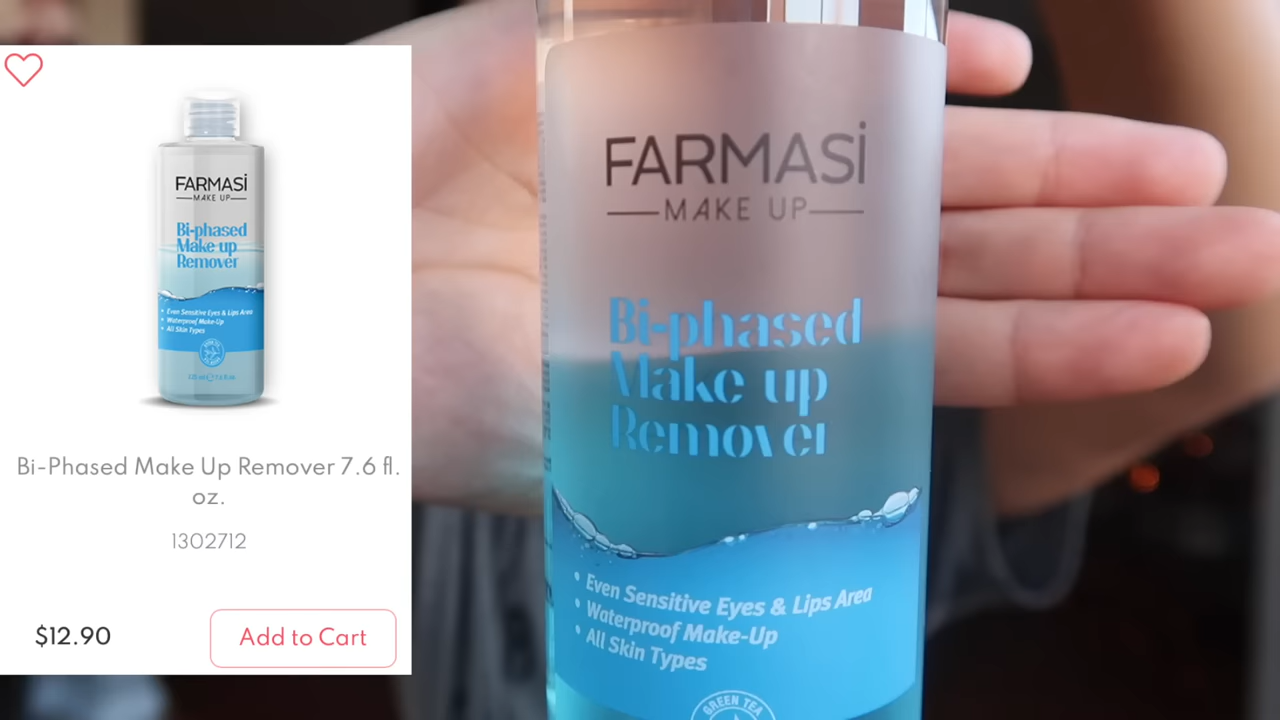 FARMASİ
MAKE UP
Bi-phased
Make up
Remover
• Even Sensitive Eyes & Lips Area
• Waterproof Make-Up
• All Skin Types
Bi-Phased Make Up Remover 7.6 fl.
oz.
1302712
$12.90
Add to Cart
FARMASİ
MAKE UP
Bi-phased
Make up
Remover
• Even Sensitive Eyes & Lips Area
• Waterproof Make-Up
• All Skin Types
GREEN TEA